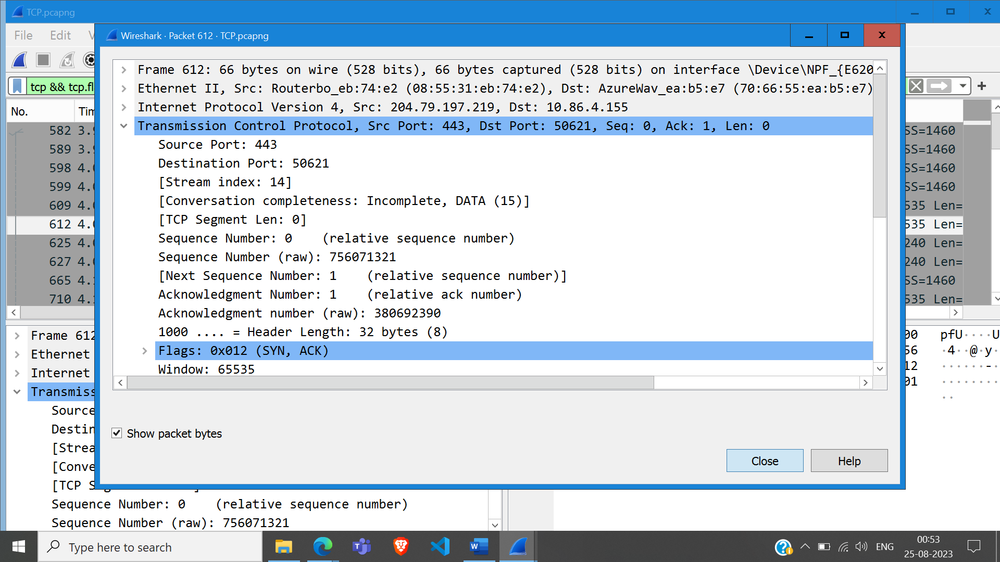 TCP.pcapng
File Edit V
Wireshark · Packet 612 · TCP.pcapng
tcp && tcp.fl
Frame 612: 66 bytes on wire (528 bits), 66 bytes captured (528 bits) on interface \Device\NPF_{E620
Ethernet II, Src: Routerbo_eb:74:e2 (08:55:31:eb:74:e2), Dst: AzureWav_ea:b5:e7 (70:66:55:ea:b5:e7)
Internet Protocol Version 4, Src: 204.79.197.219, Dst: 10.86.4.155
Transmission Control Protocol, Src Port: 443, Dst Port: 50621, Seq: 0, Ack: 1, Len: 0
Source Port: 443
Destination Port: 50621
[Stream index: 14]
[Conversation completeness: Incomplete, DATA (15)]
[TCP Segment Len: 0]
Sequence Number: 0 (relative sequence number)
Sequence Number (raw): 756071321
[Next Sequence Number: 1 (relative sequence number)]
Acknowledgment Number: 1 (relative ack number)
Acknowledgment number (raw): 380692390
1000 .... = Header Length: 32 bytes (8)
Flags: 0x012 (SYN, ACK)
Window: 65535
Show packet bytes
Close Help
No. Tim
582 3.9 SS=1460
589 3.9 SS=1460
598 4.0 SS=1460
599 4.0 SS=1460
609 4.0 535 Len=
612 4.0 535 Len=
625 4.0 240 Len=
627 4.0 240 Len=
665 4.1 SS=1460
710 4.1 535 Len=
Frame 612
Ethernet
Internet
Transmiss
Source
Destin
[Strea
[Conve
[TCP Seg
Sequence Number: 0 (relative sequence number)
Sequence Number (raw): 756071321
00 pfU····U
56 ·4··@·y·
12 ······-·
01 ········
··
Type here to search
ENG
00:53
25-08-2023